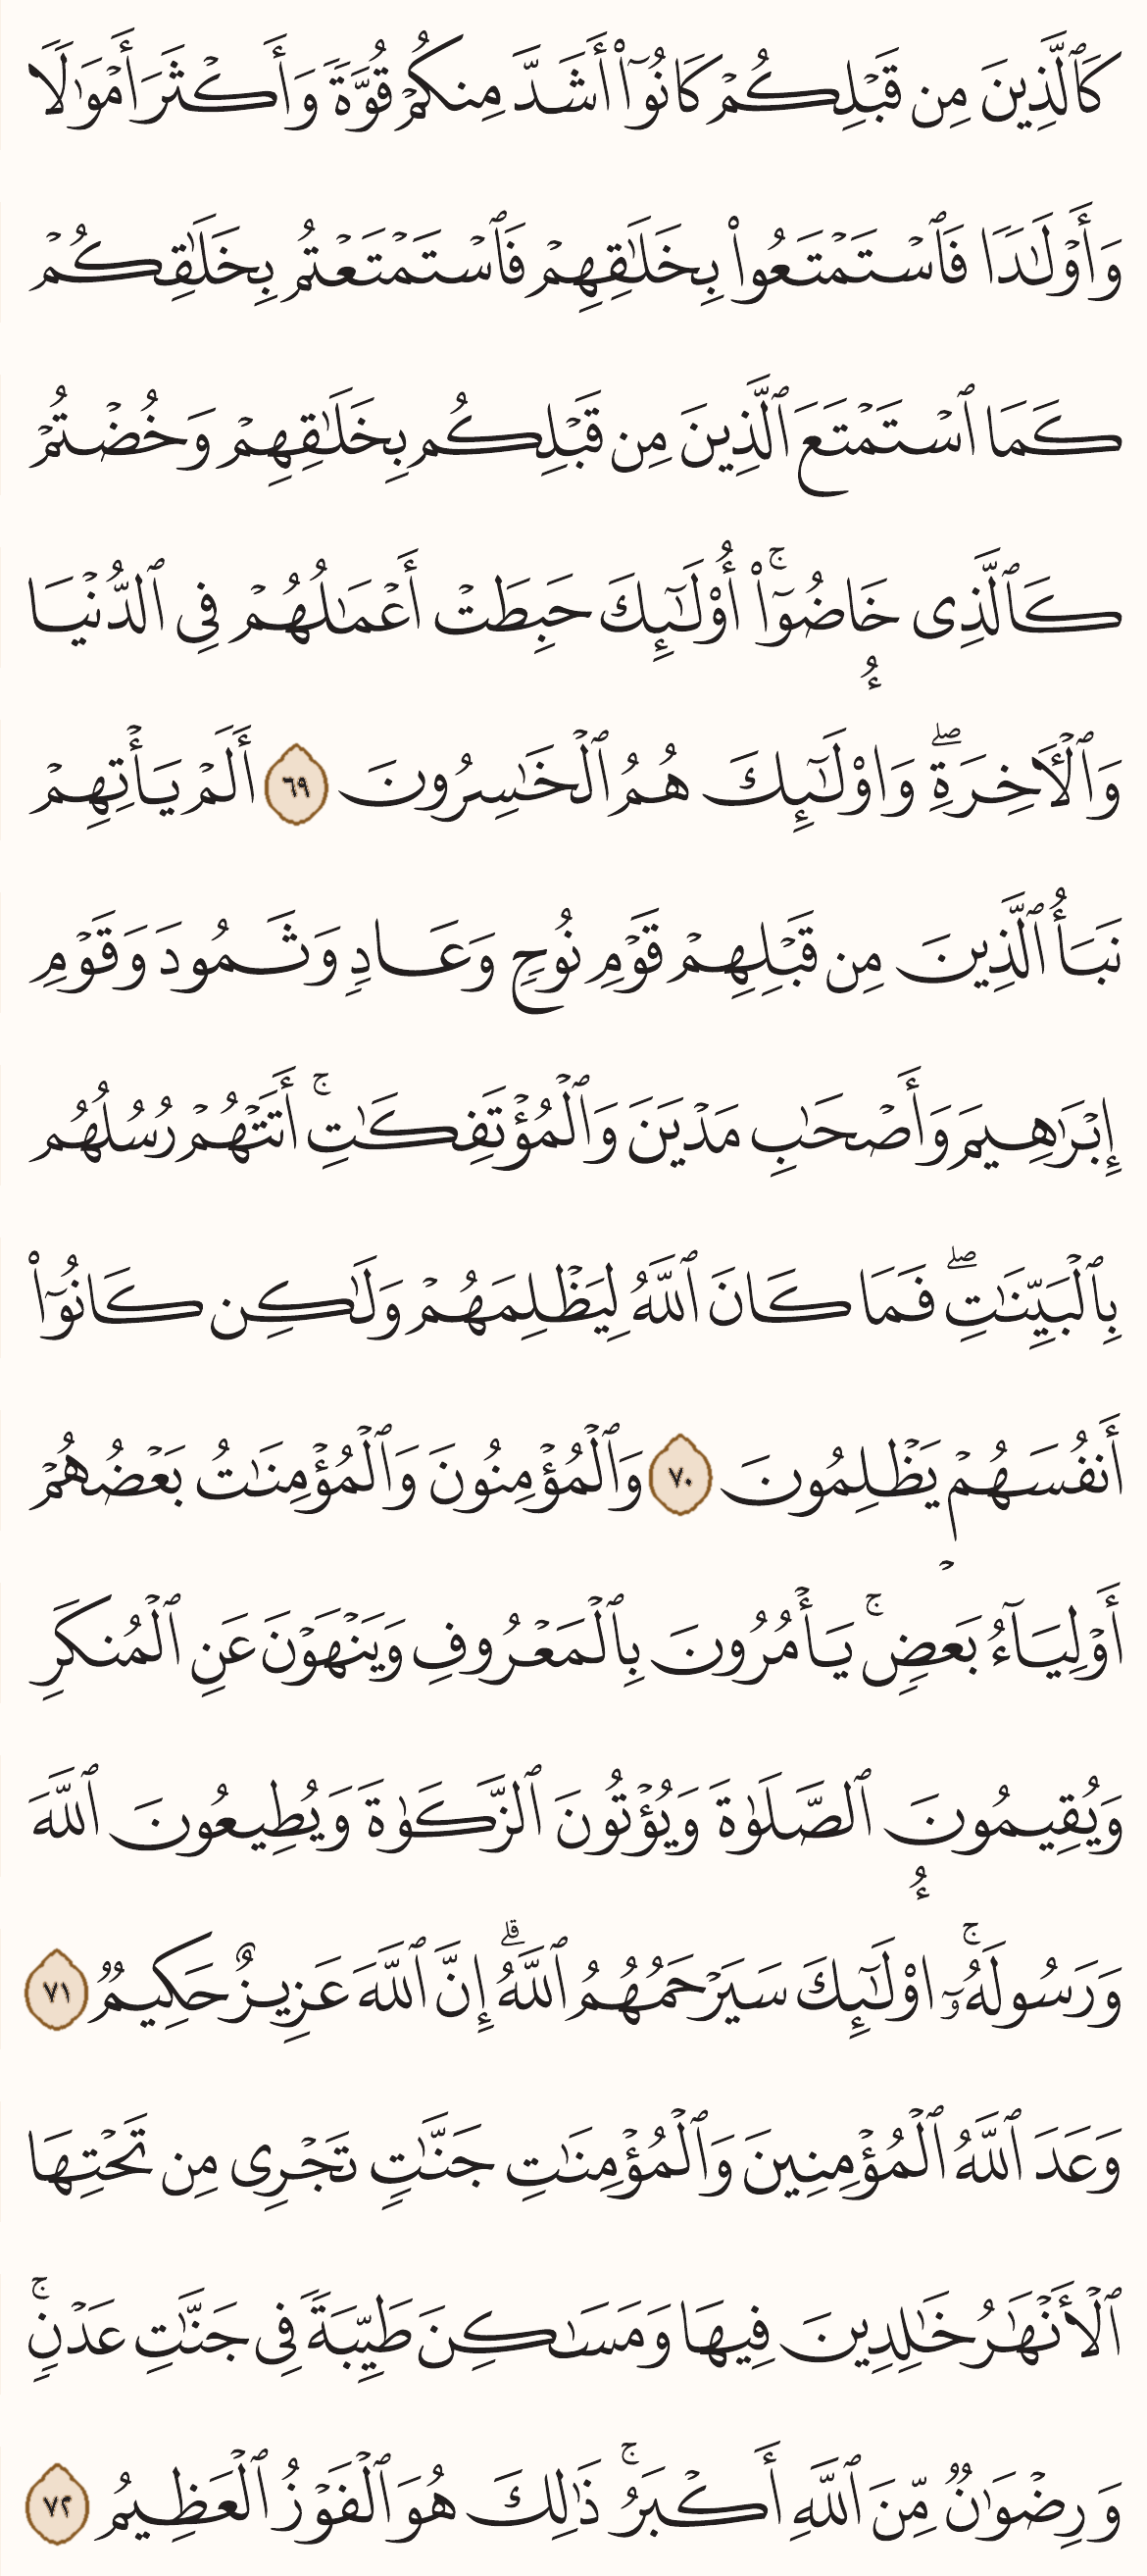 كَٱلَّذِينَ مِن قَبْلِكُمْ كَانُوٓا۟ أَشَدَّ مِنكُمْ قُوَّةً وَأَكْثَرَ أَمْوَٰلًا
وَأَوْلَٰدًا فَٱسْتَمْتَعُوا۟ بِخَلَٰقِهِمْ فَٱسْتَمْتَعْتُم بِخَلَٰقِكُمْ
كَمَا ٱسْتَمْتَعَ ٱلَّذِينَ مِن قَبْلِكُم بِخَلَٰقِهِمْ وَخُضْتُمْ
كَٱلَّذِى خَاضُوٓا۟ۚ أُو۟لَٰٓئِكَ حَبِطَتْ أَعْمَٰلُهُمْ فِى ٱلدُّنْيَا
وَٱلْأَخِرَةِۖ وَاو۟لَٰٓئِكَ هُمُ ٱلْخَٰسِرُونَ ٦٩ أَلَمْ يَأْتِهِمْ
نَبَأُ ٱلَّذِينَ مِن قَبْلِهِمْ قَوْمِ نُوحٍ وَعَادٍ وَثَمُودَ وَقَوْمِ
إِبْرَٰهِيمَ وَأَصْحَٰبِ مَدْيَنَ وَٱلْمُؤْتَفِكَٰتِۚ أَتَتْهُمْ رُسُلُهُم
بِٱلْبَيِّنَٰتِۖ فَمَا كَانَ ٱللَّهُ لِيَظْلِمَهُمْ وَلَٰكِن كَانُوٓا۟
أَنفُسَهُمْ يَظْلِمُونَ ٧٠ وَٱلْمُؤْمِنُونَ وَٱلْمُؤْمِنَٰتُ بَعْضُهُمْ
أَوْلِيَآءُ بَعْضٍۚ يَأْمُرُونَ بِٱلْمَعْرُوفِ وَيَنْهَوْنَ عَنِ ٱلْمُنكَرِ
وَيُقِيمُونَ ٱلصَّلَوٰةَ وَيُؤْتُونَ ٱلزَّكَوٰةَ وَيُطِيعُونَ ٱللَّهَ
وَرَسُولَهُۥٓۚ او۟لَٰٓئِكَ سَيَرْحَمُهُمُ ٱللَّهُۗ إِنَّ ٱللَّهَ عَزِيزٌ حَكِيمٌ ٧١
وَعَدَ ٱللَّهُ ٱلْمُؤْمِنِينَ وَٱلْمُؤْمِنَٰتِ جَنَّٰتٍ تَجْرِى مِن تَحْتِهَا
ٱلْأَنْهَٰرُ خَٰلِدِينَ فِيهَا وَمَسَٰكِنَ طَيِّبَةً فِى جَنَّٰتِ عَدْنٍۚ
وَرِضْوَٰنٌ مِّنَ ٱللَّهِ أَكْبَرُۚ ذَٰلِكَ هُوَ ٱلْفَوْزُ ٱلْعَظِيمُ ٧٢